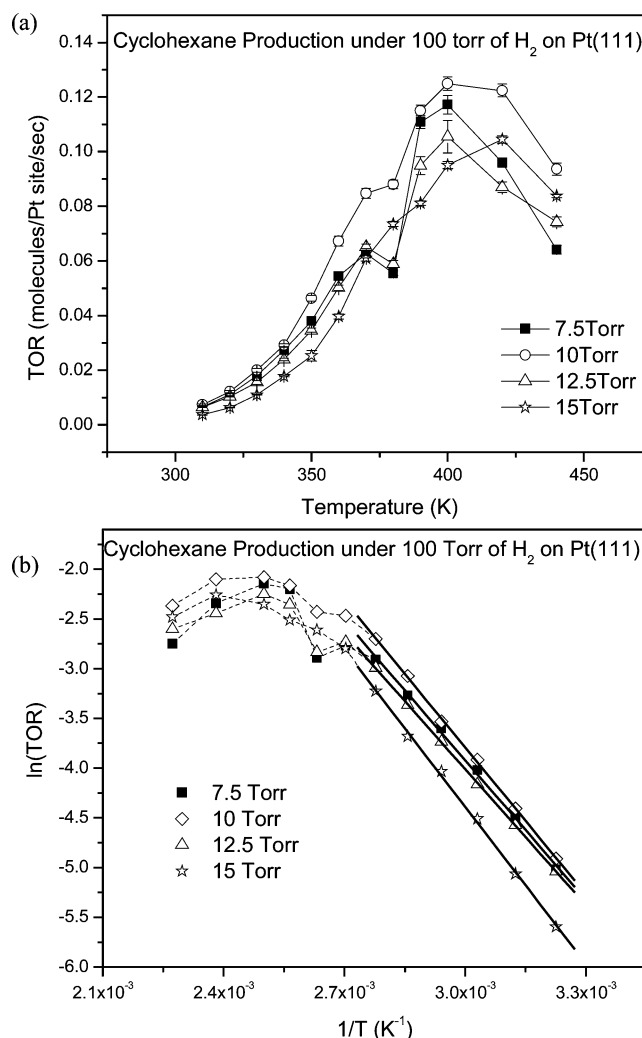 (a)
Cyclohexane Production under 100 torr of H2 on Pt(111)
0.14
0.12
0.10
0.08
0.06
0.04
0.02
0.00
TOR (molecules/Pt site/sec)
7.5Torr
10Torr
12.5Torr
15Torr
300 350 400 450
Temperature (K)
(b)
Cyclohexane Production under 100 Torr of H2 on Pt(111)
-2.0
-2.5
-3.0
-3.5
-4.0
-4.5
-5.0
-5.5
-6.0
ln(TOR)
7.5 Torr
10 Torr
12.5 Torr
15 Torr
2.1x10-3 2.4x10-3 2.7x10-3 3.0x10-3 3.3x10-3
1/T (K-1)